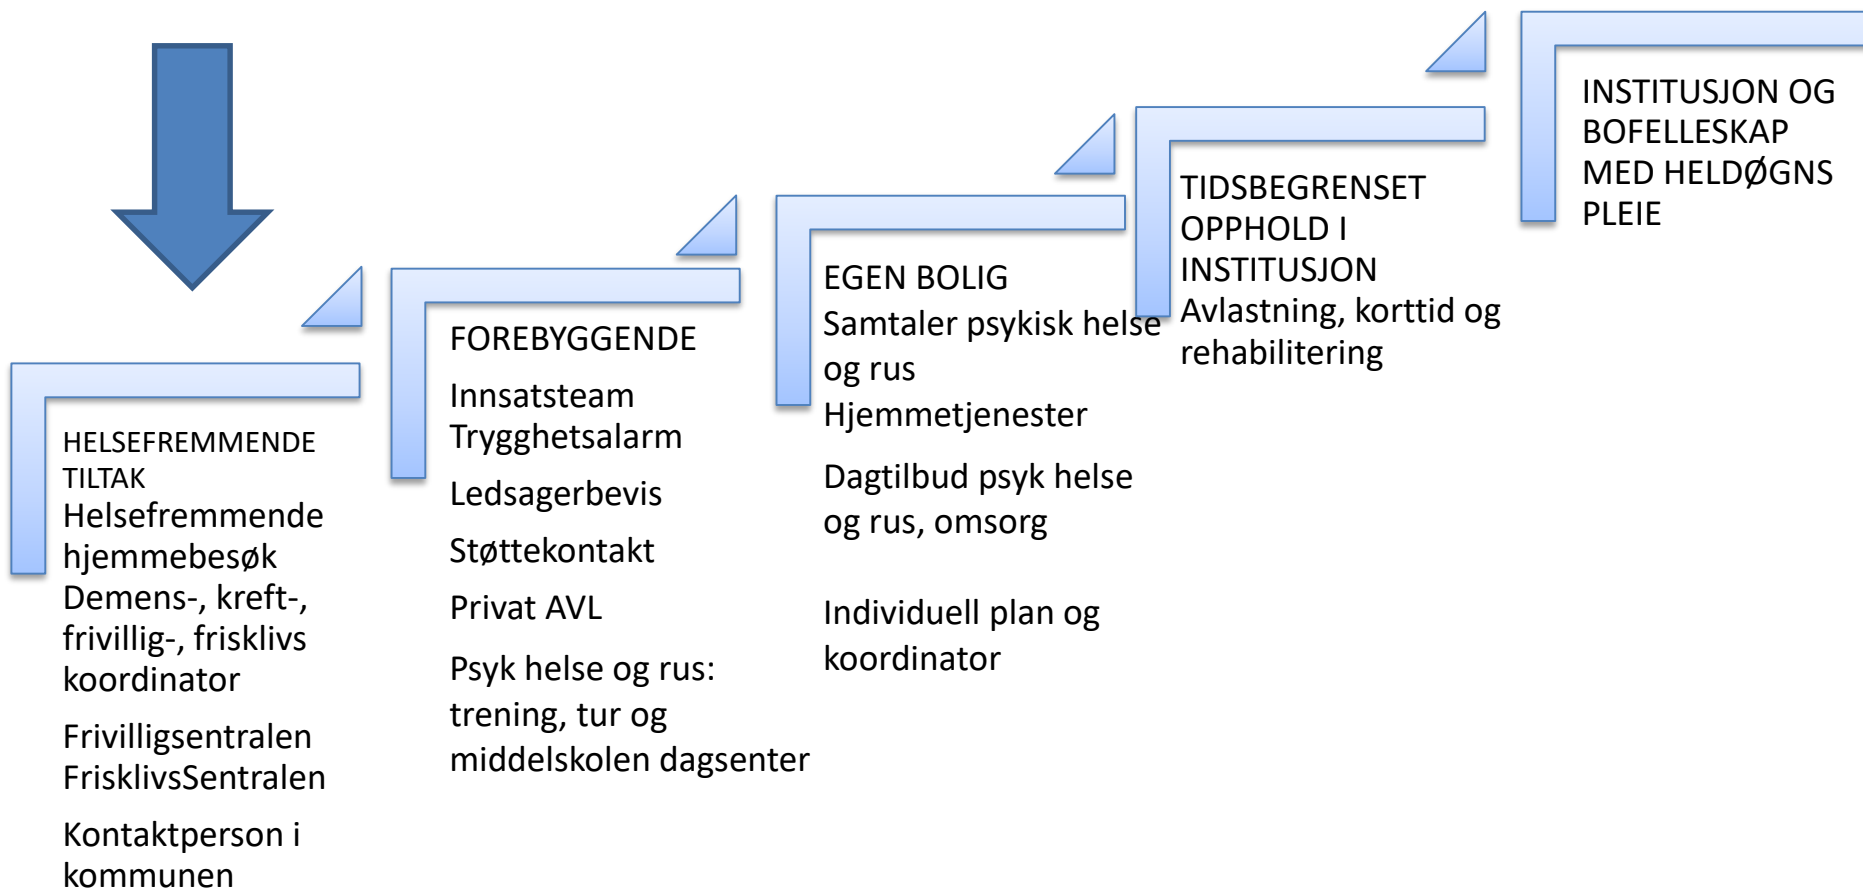 HELSEFREMMENDE
TILTAK
Helsefremmende
hjemmebesøk
Demens-, kreft-,
frivillig-, frisklivs
koordinator
Frivilligsentralen
FrisklivsSentralen
Kontaktperson i
kommunen
FOREBYGGENDE
Innsatsteam
Trygghetsalarm
Ledsagerbevis
Støttekontakt
Privat AVL
Psyk helse og rus:
trening, tur og
middelskolen dagsenter
EGEN BOLIG
Samtaler psykisk helse
og rus
Hjemmetjenester
Dagtilbud psyk helse
og rus, omsorg
Individuell plan og
koordinator
TIDSBEGRENSET
OPPHOLD I
INSTITUSJON
Avlastning, korttid og
rehabilitering
INSTITUSJON OG
BOFELLESKAP
MED HELDØGNS
PLEIE